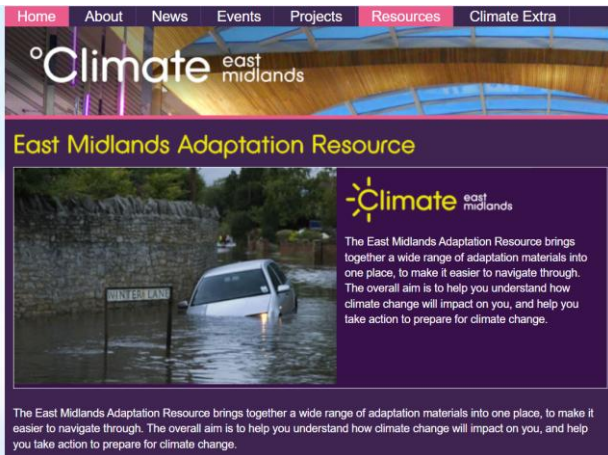 Home About News Events Projects Resources Climate Extra
°Climate east midlands
East Midlands Adaptation Resource
Climate east midlands
The East Midlands Adaptation Resource brings
together a wide range of adaptation materials into
one place, to make it easier to navigate through.
The overall aim is to help you understand how
climate change will impact on you, and help you
take action to prepare for climate change.
LANE
The East Midlands Adaptation Resource brings together a wide range of adaptation materials into one place, to make it
easier to navigate through. The overall aim is to help you understand how climate change will impact on you, and help
you take action to prepare for climate change.